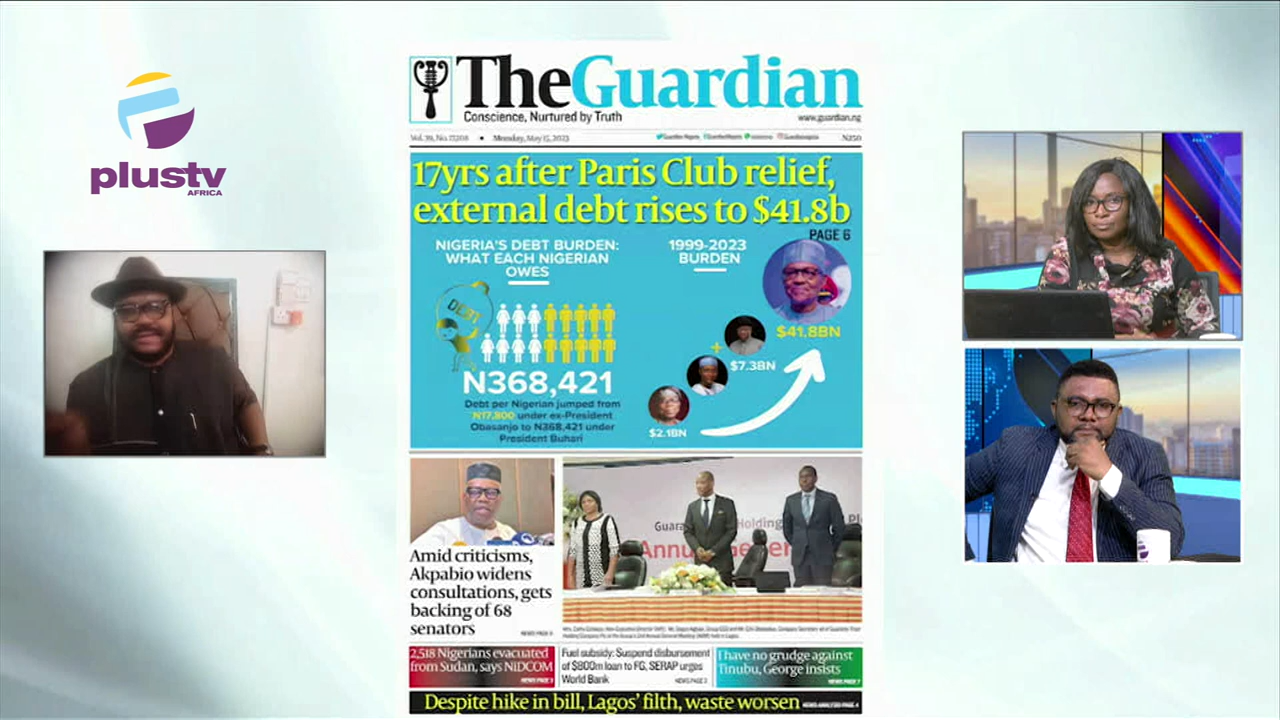 plustv
AFRICA
The Guardian
Conscience, Nurtured by Truth
www.guardian.ng
Monday, May 15, 2023
N250
17yrs after Paris Club relief,
external debt rises to $41.8b
PAGE 6
NIGERIA'S DEBT BURDEN:
WHAT EACH NIGERIAN
OWES
1999-2023
BURDEN
DEBT
$41.8BN
$7.3BN
$2.1BN
N368,421
Debt per Nigerian jumped from
N17,800 under ex-President
Obasanjo to N368,421 under
President Buhari
Amid criticisms,
Akpabio widens
consultations, gets
backing of 68
senators
Holding
2,518 Nigerians evacuated
from Sudan, says NiDCOM
Fuel subsidy: Suspend disbursement
of $800m loan to FG, SERAP urges
World Bank
I have no grudge against
Tinubu, George insists
Despite hike in bill, Lagos' filth, waste worsen